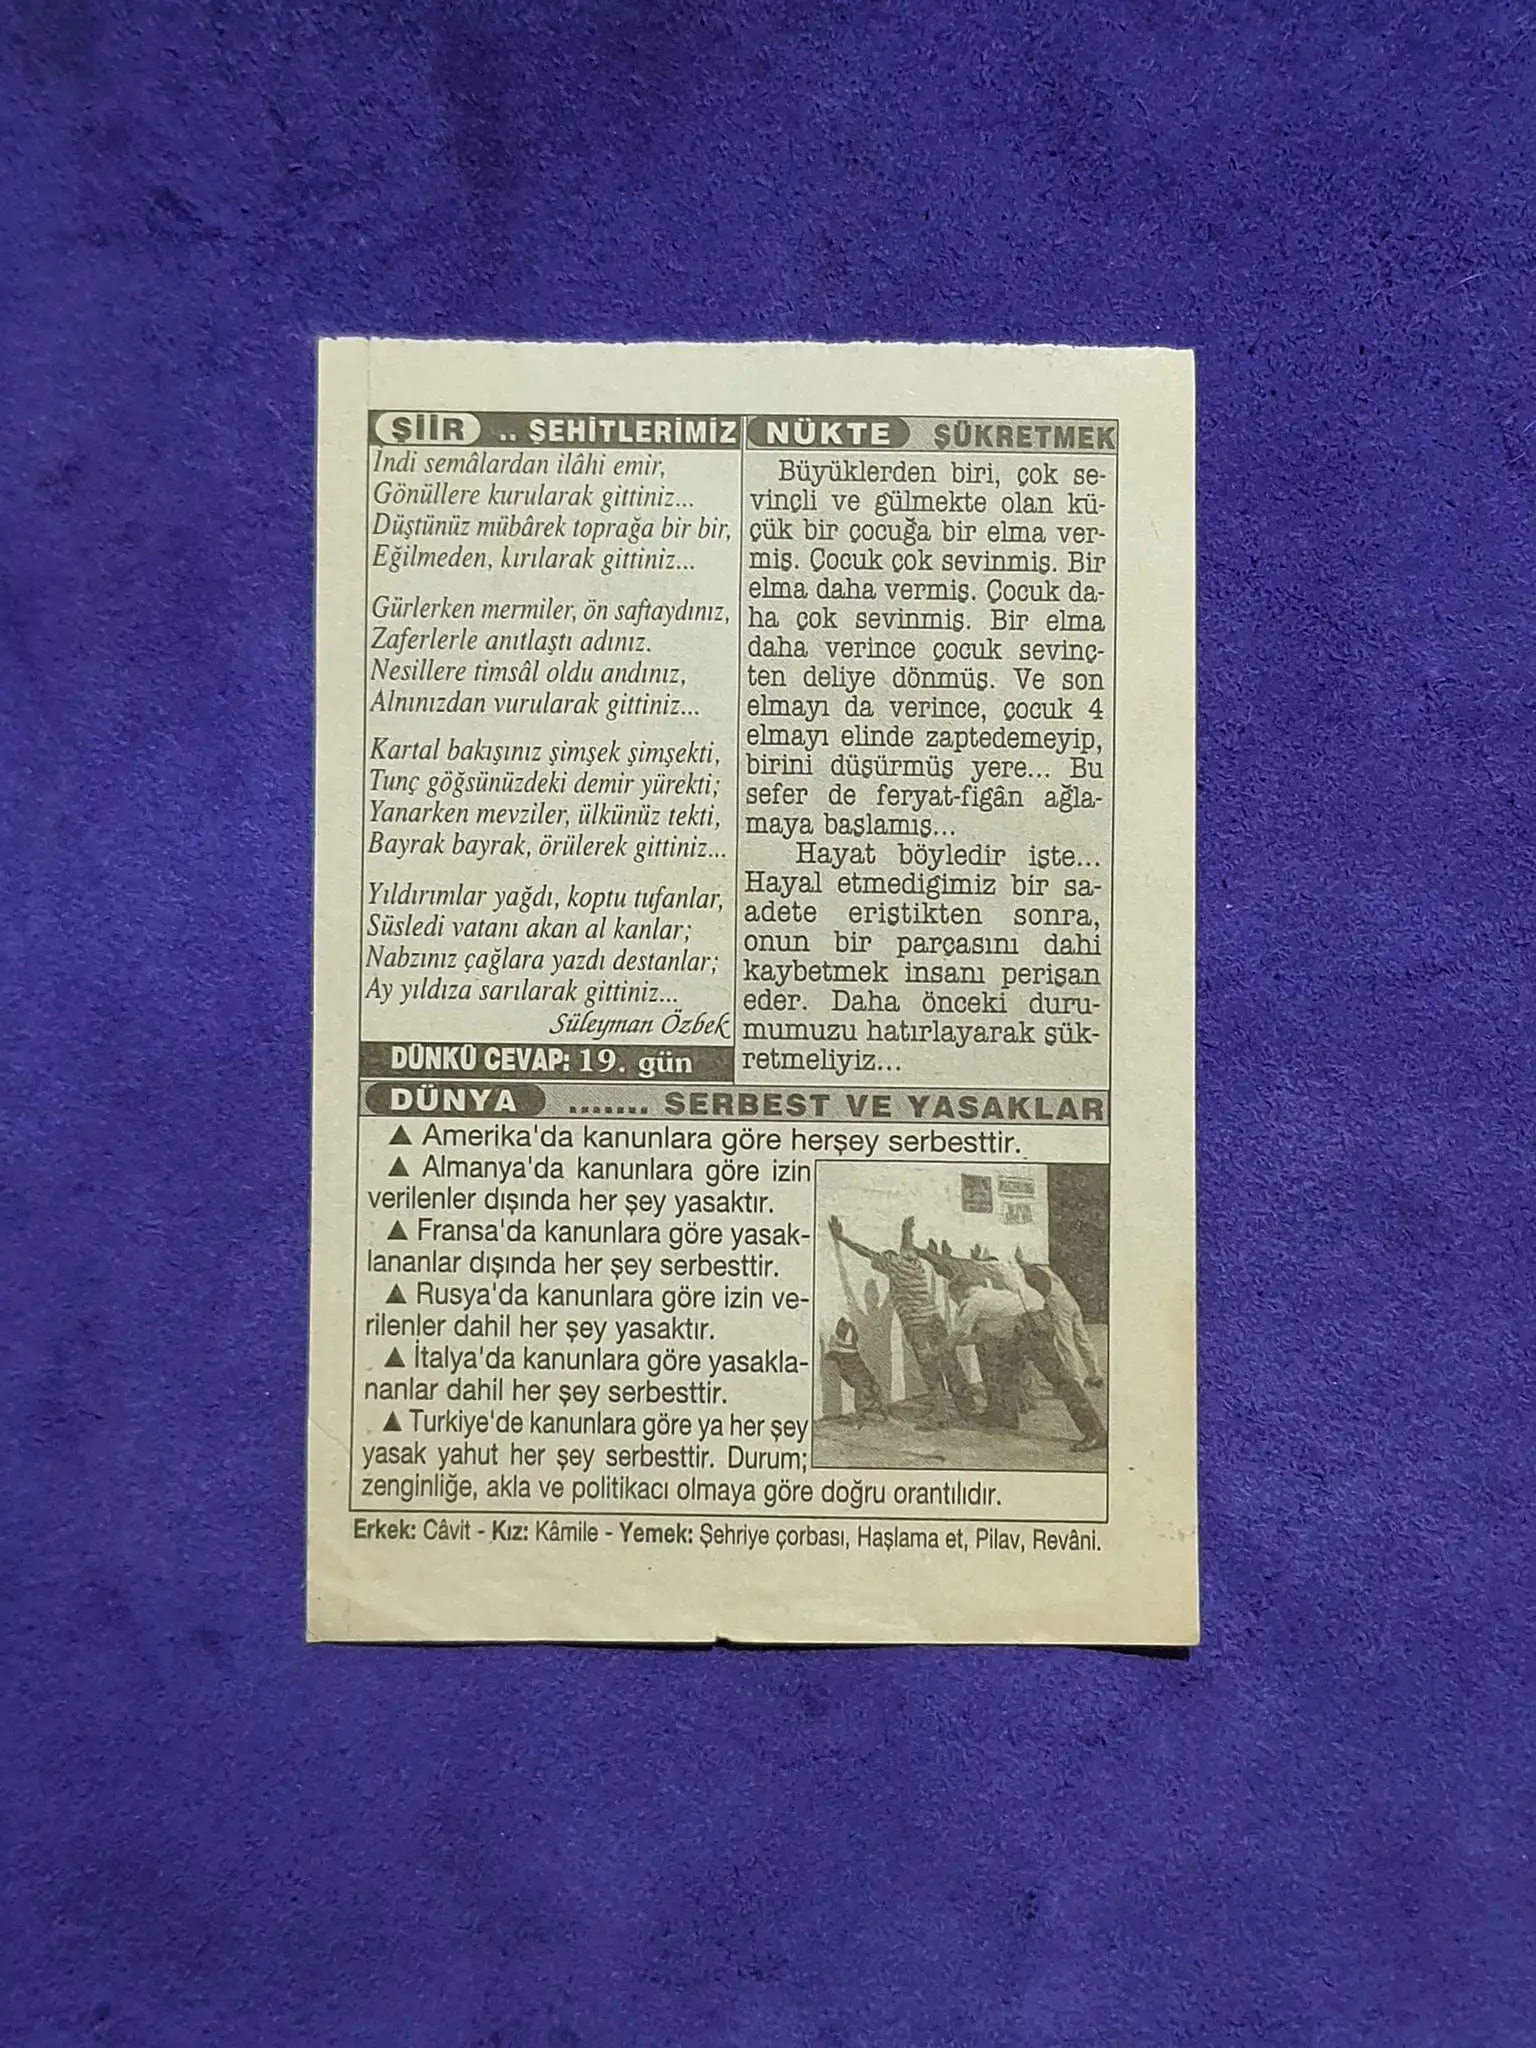 ŞİİR .. ŞEHİTLERİMİZ
İndi semâlardan ilâhi emir,
Gönüllere kurularak gittiniz...
Düştünüz mübârek toprağa bir bir,
Eğilmeden, kırılarak gittiniz...
Gürlerken mermiler, ön saftaydınız,
Zaferlerle anıtlaştı adınız.
Nesillere timsâl oldu andınız,
Alnınızdan vurularak gittiniz...
Kartal bakışınız şimşek şimşekti,
Tunç göğsünüzdeki demir yürekti;
Yanarken mevziler, ülkünüz tekti,
Bayrak bayrak, örülerek gittiniz...
Yıldırımlar yağdı, koptu tufanlar,
Süsledi vatanı akan al kanlar;
Nabzınız çağlara yazdı destanlar;
Ay yıldıza sarılarak gittiniz...
Süleyman Özbek
DÜNKÜ CEVAP: 19. gün
NÜKTE ŞÜKRETMEK
Büyüklerden biri, çok se-
vinçli ve gülmekte olan kü-
çük bir çocuğa bir elma ver-
miş. Çocuk çok sevinmiş. Bir
elma daha vermiş. Çocuk da-
ha çok sevinmiş. Bir elma
daha verince çocuk sevinç-
ten deliye dönmüş. Ve son
elmayı da verince, çocuk 4
elmayı elinde zaptedemeyip,
birini düşürmüş yere... Bu
sefer de feryat-figân ağla-
maya başlamış...
Hayat böyledir işte...
Hayal etmedigimiz bir sa-
adete eriştikten sonra,
onun bir parçasını dahi
kaybetmek insanı perişan
eder. Daha önceki duru-
mumuzu hatırlayarak şük-
retmeliyiz...
DÜNYA ....... SERBEST VE YASAKLAR
▲ Amerika'da kanunlara göre herşey serbesttir.
▲ Almanya'da kanunlara göre izin
verilenler dışında her şey yasaktır.
▲ Fransa'da kanunlara göre yasak-
lananlar dışında her şey serbesttir.
▲ Rusya'da kanunlara göre izin ve-
rilenler dahil her şey yasaktır.
▲ İtalya'da kanunlara göre yasakla-
nanlar dahil her şey serbesttir.
▲ Turkiye'de kanunlara göre ya her şey
yasak yahut her şey serbesttir. Durum;
zenginliğe, akla ve politikacı olmaya göre doğru orantılıdır.
Erkek: Câvit - Kız: Kâmile - Yemek: Şehriye çorbası, Haşlama et, Pilav, Revâni.